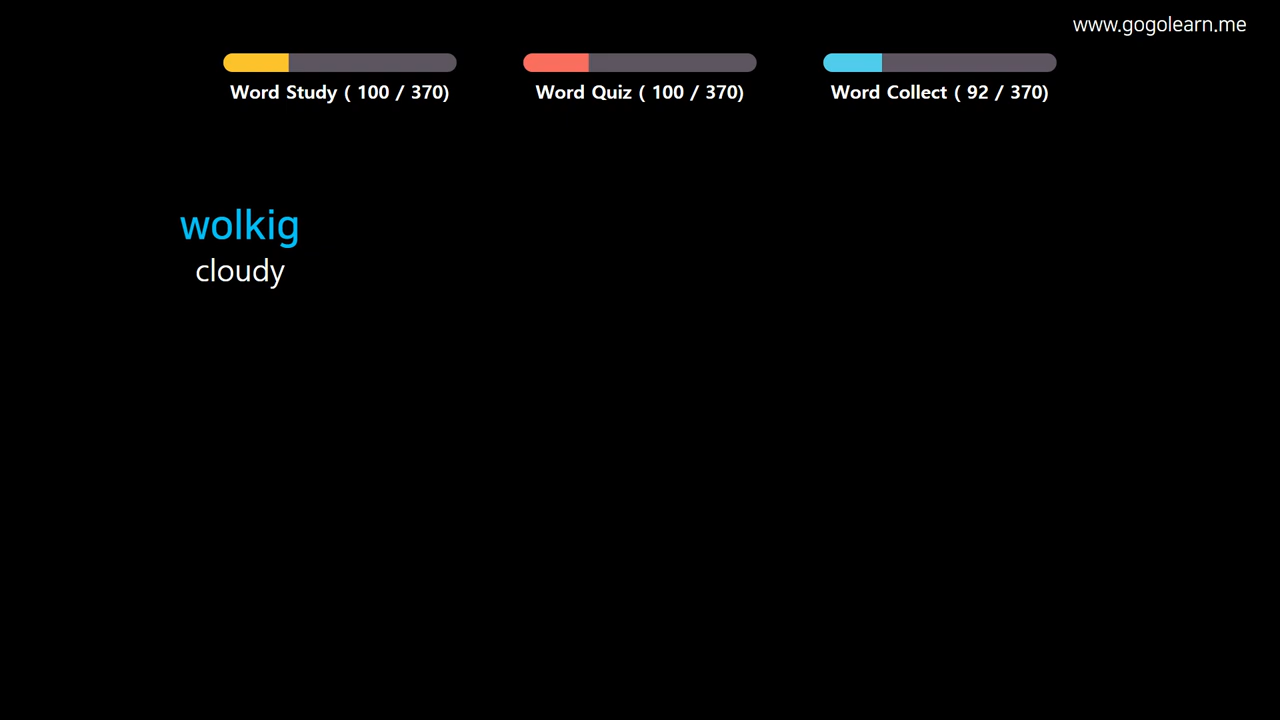 www.gogolearn.me
Word Study ( 100 / 370)
Word Quiz ( 100 / 370)
Word Collect ( 92 / 370)
wolkig
cloudy